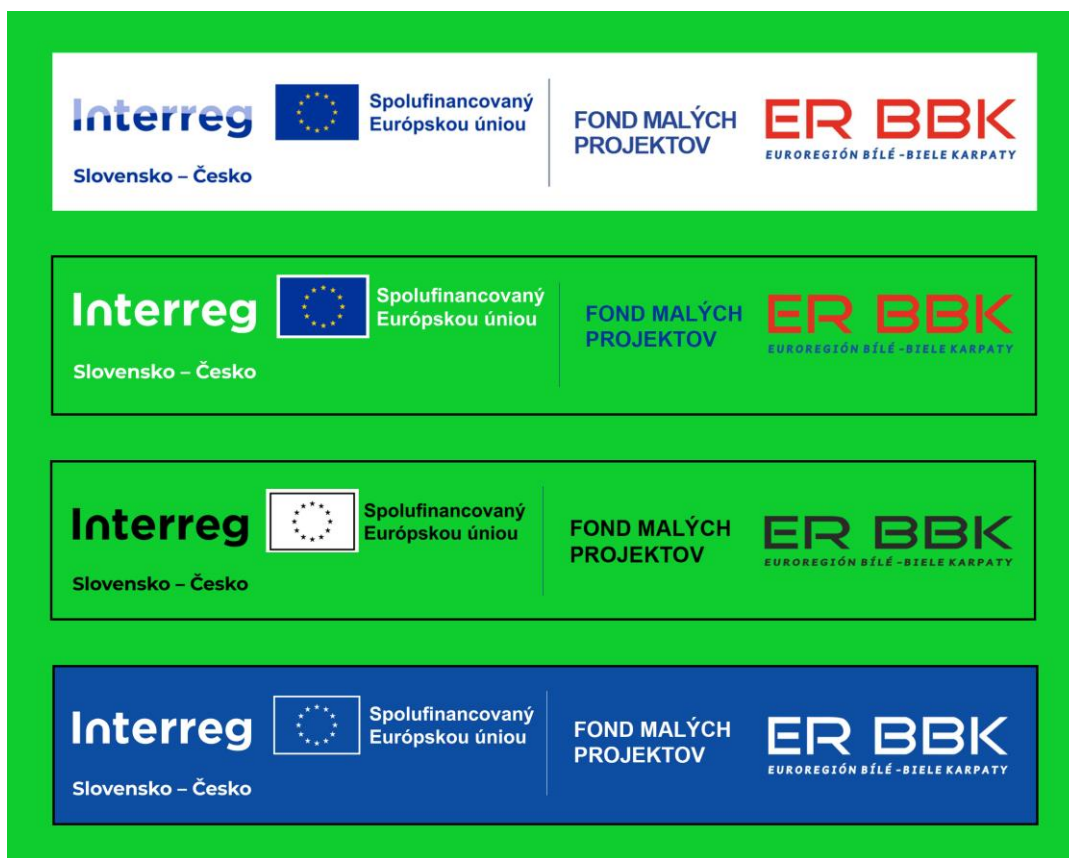 Interreg
Spolufinancovaný
Európskou úniou
Slovensko – Česko
FOND MALÝCH
PROJEKTOV
ER BBK
EUROREGIÓN BÍLÉ - BIELE KARPATY
Interreg
Spolufinancovaný
Európskou úniou
Slovensko – Česko
FOND MALÝCH
PROJEKTOV
ER BBK
EUROREGIÓN BÍLÉ - BIELE KARPATY
Interreg
Spolufinancovaný
Európskou úniou
Slovensko – Česko
FOND MALÝCH
PROJEKTOV
ER BBK
EUROREGIÓN BÍLÉ - BIELE KARPATY
Interreg
Spolufinancovaný
Európskou úniou
Slovensko – Česko
FOND MALÝCH
PROJEKTOV
ER BBK
EUROREGIÓN BÍLÉ - BIELE KARPATY